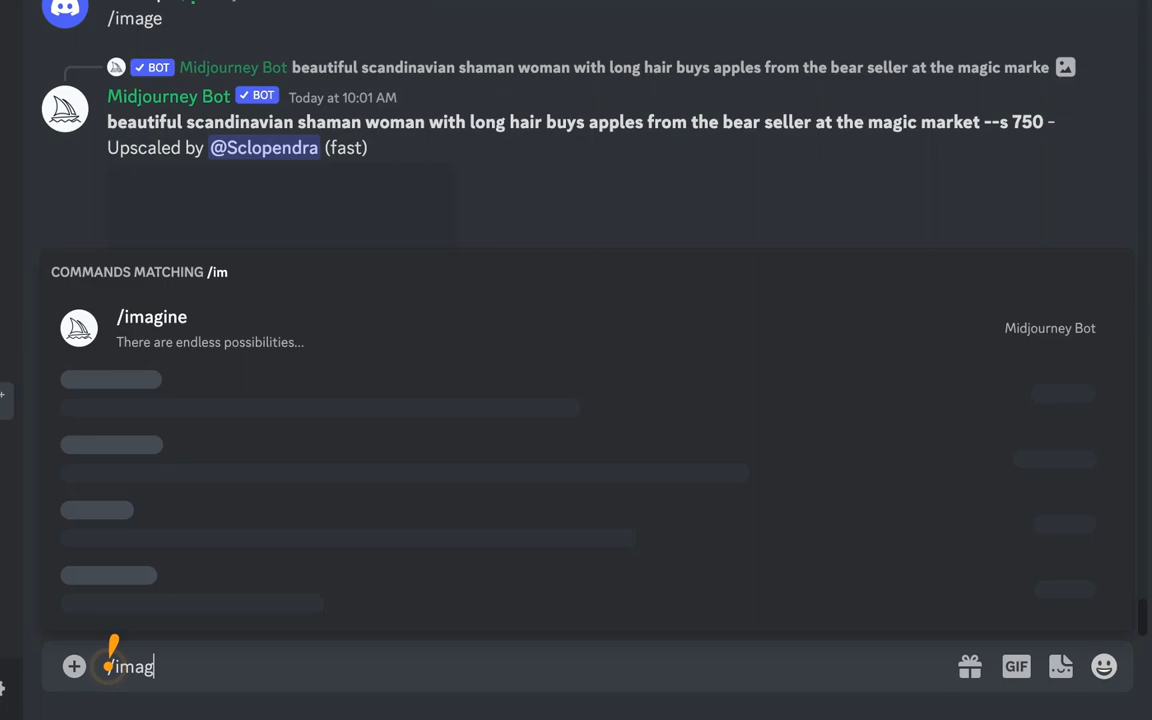 /image
✓ BOT Midjourney Bot beautiful scandinavian shaman woman with long hair buys apples from the bear seller at the magic marke
Midjourney Bot ✓ BOT Today at 10:01 AM
beautiful scandinavian shaman woman with long hair buys apples from the bear seller at the magic market --s 750 -
Upscaled by @Sclopendra (fast)
COMMANDS MATCHING /im
/imagine
There are endless possibilities...
Midjourney Bot
/imag
GIF